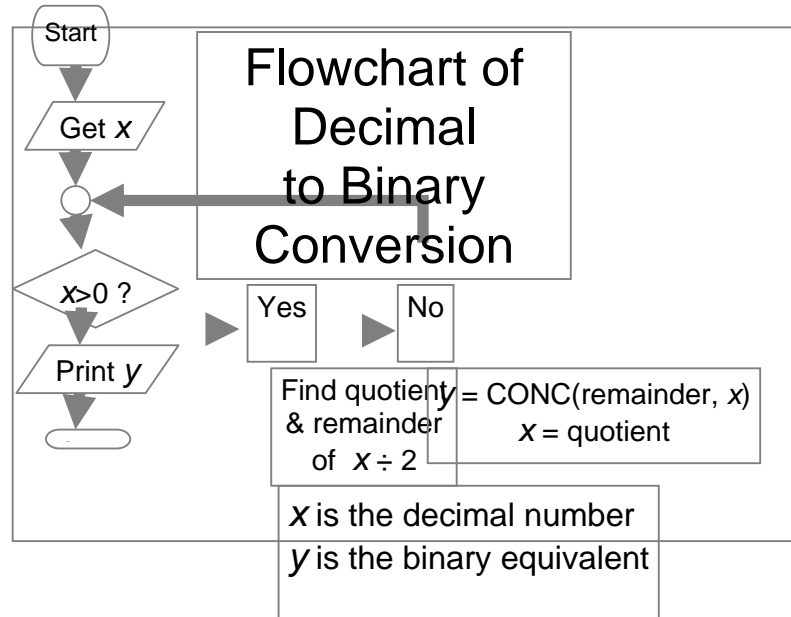 Start
Flowchart of
Decimal
to Binary
Conversion
Get x
x>0 ?
Yes
No
Print y
Find quotient
& remainder
of x ÷ 2
y = CONC(remainder, x)
x = quotient
x is the decimal number
y is the binary equivalent